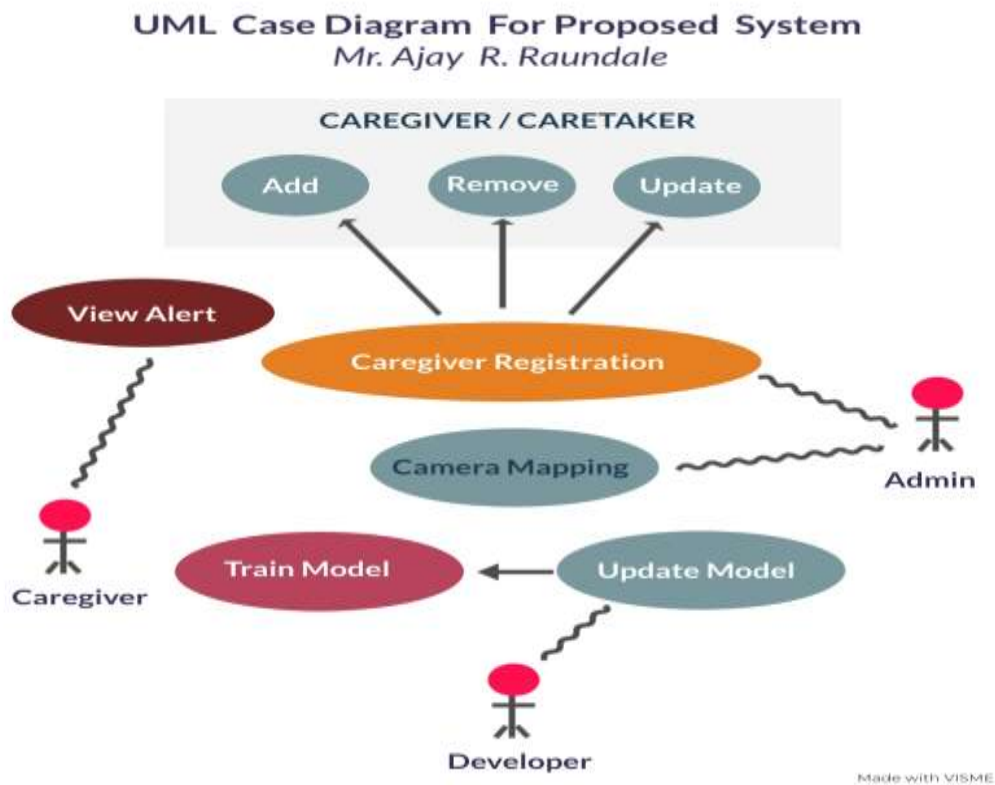 UML Case Diagram For Proposed System
Mr. Ajay R. Raundale
CAREGIVER / CARETAKER
Add
Remove
Update
View Alert
Caregiver Registration
Camera Mapping
Admin
Train Model
Update Model
Caregiver
Developer
Made with VISME